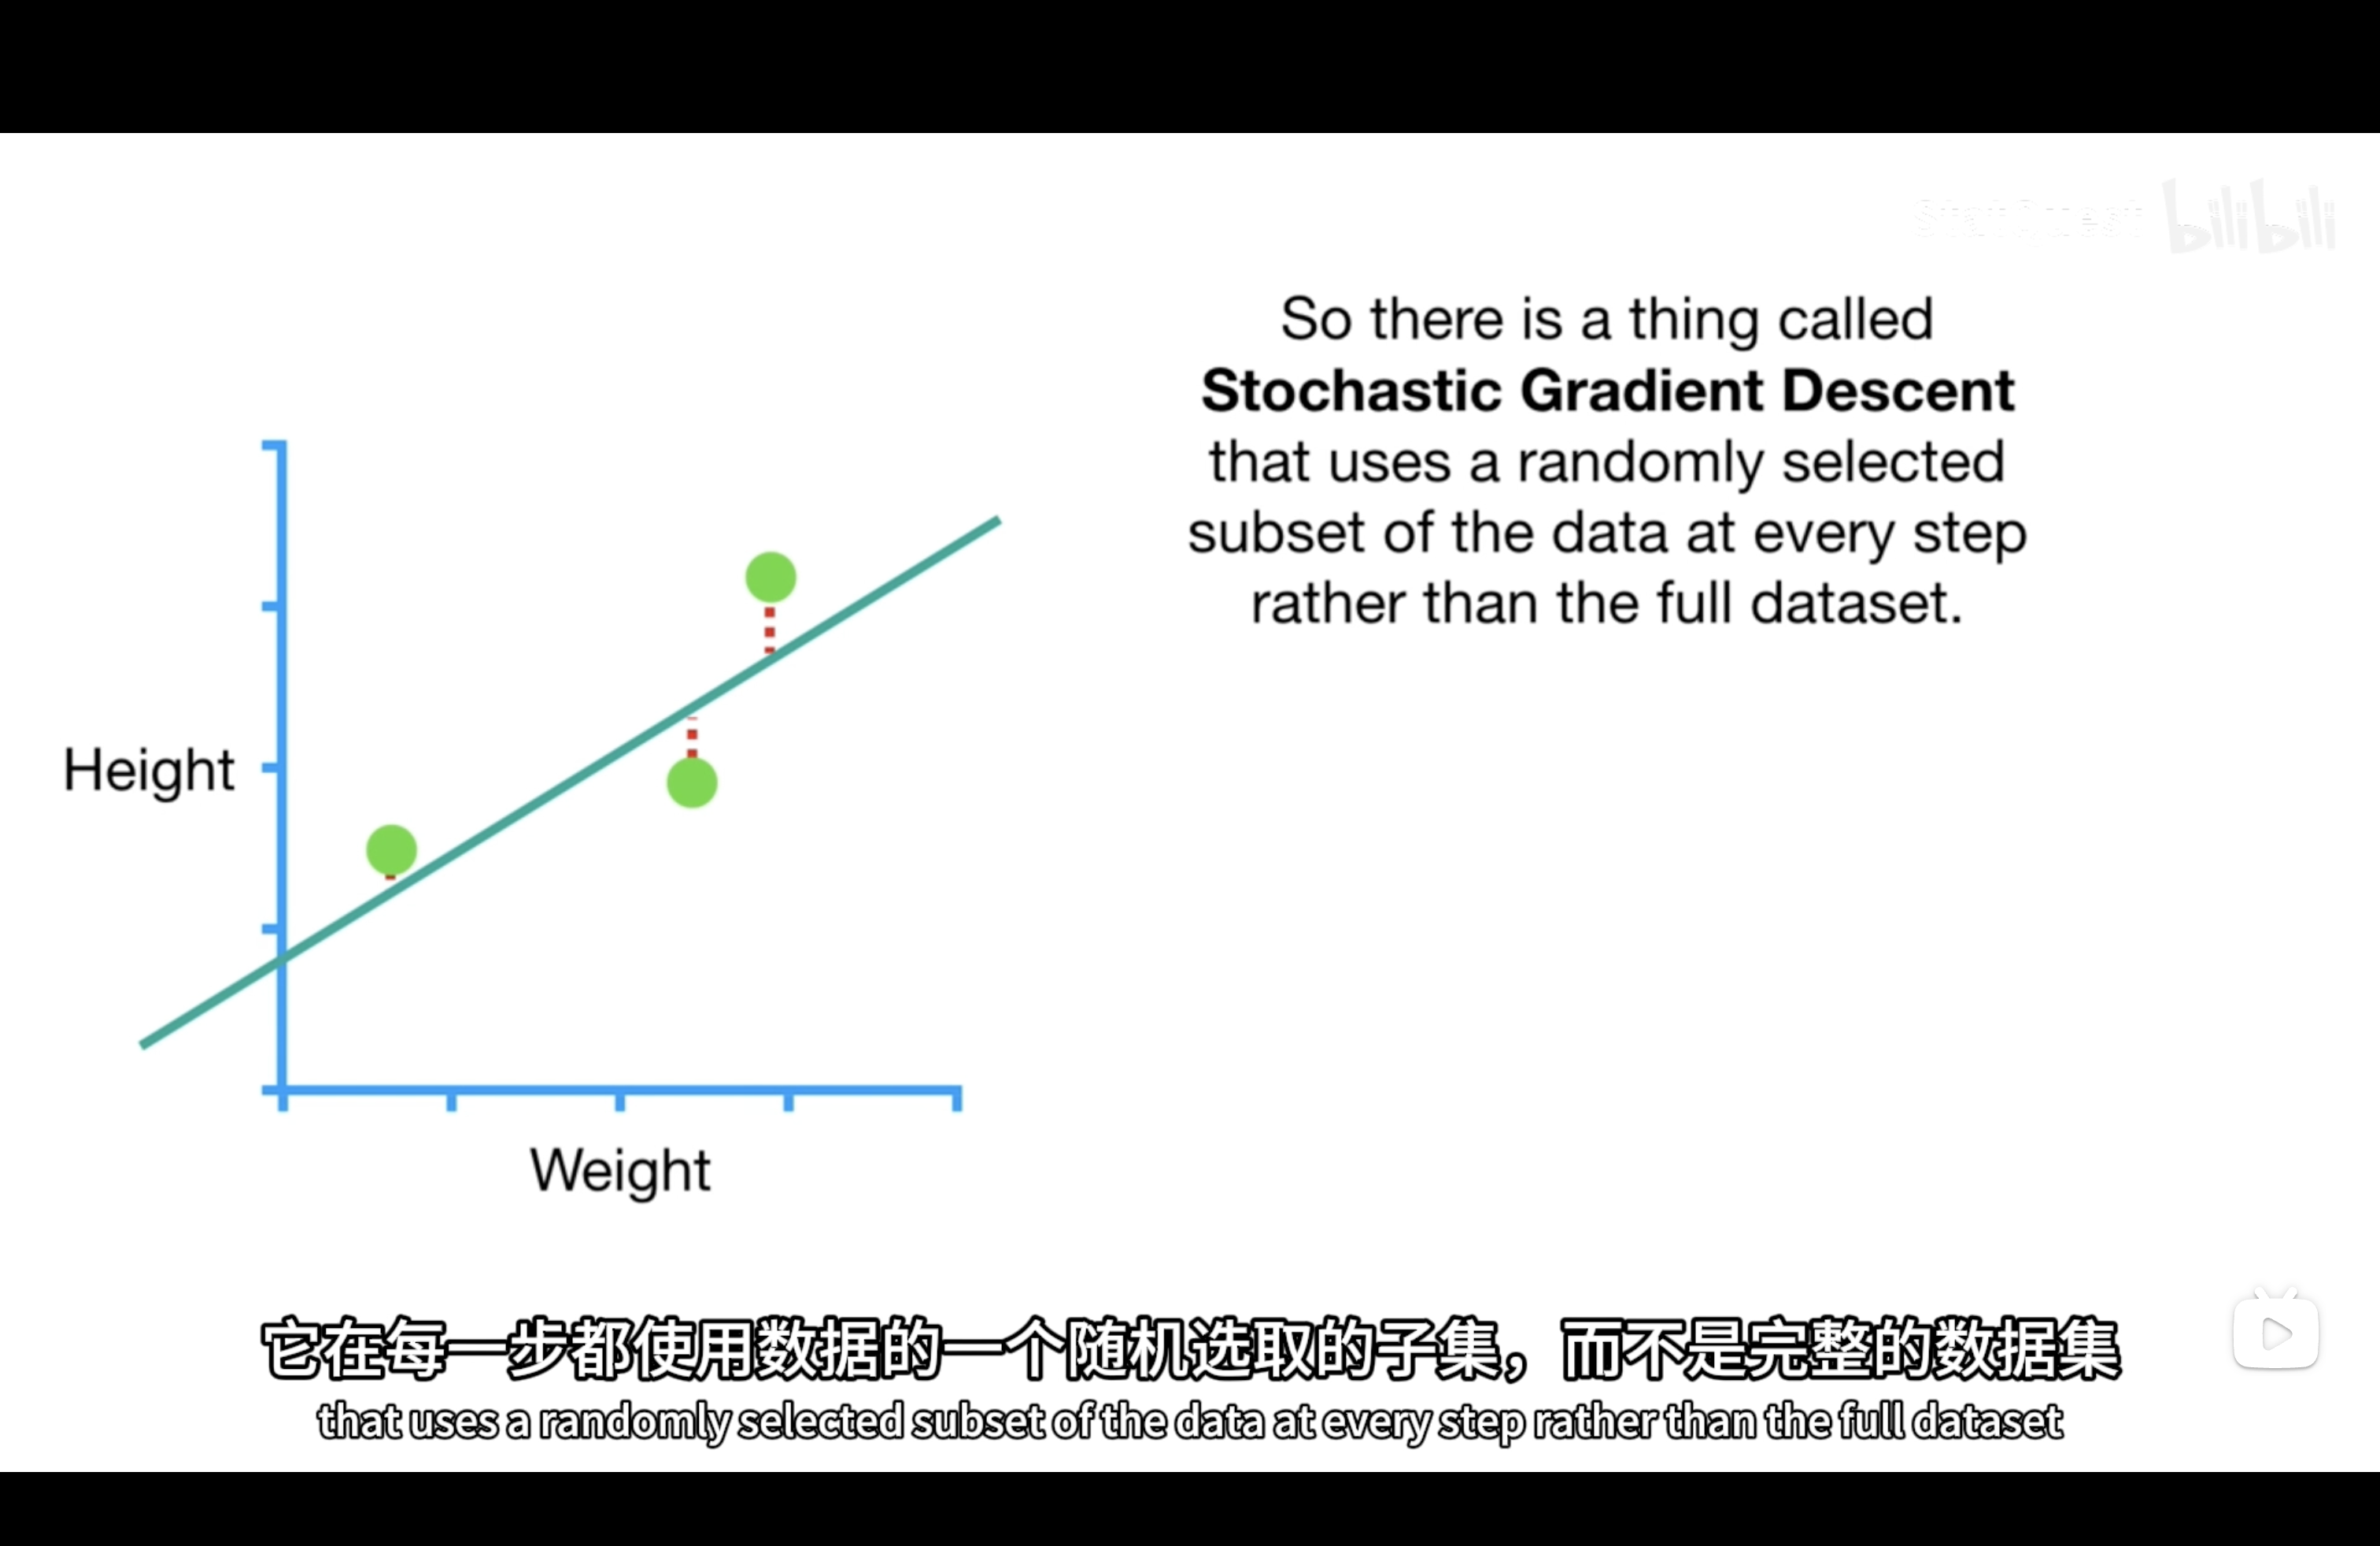 StatQuest bilibili
So there is a thing called
Stochastic Gradient Descent
that uses a randomly selected
subset of the data at every step
rather than the full dataset.
Height
Weight
它在每一步都使用数据的一个随机选取的子集，而不是完整的数据集
that uses a randomly selected subset of the data at every step rather than the full dataset